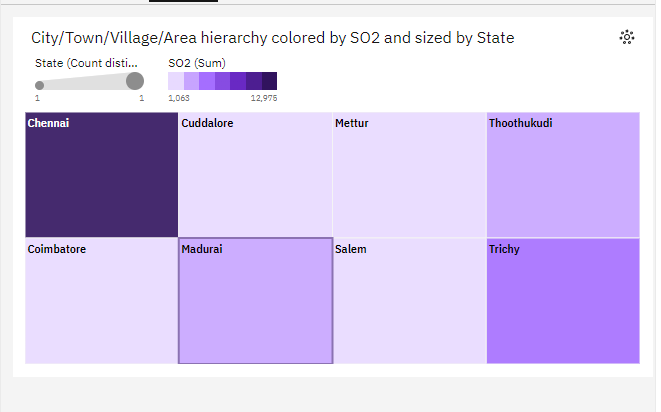 City/Town/Village/Area hierarchy colored by SO2 and sized by State
State (Count disti... SO2 (Sum)
1 1 1,063 12,975
Chennai Cuddalore Mettur Thoothukudi
Coimbatore Madurai Salem Trichy